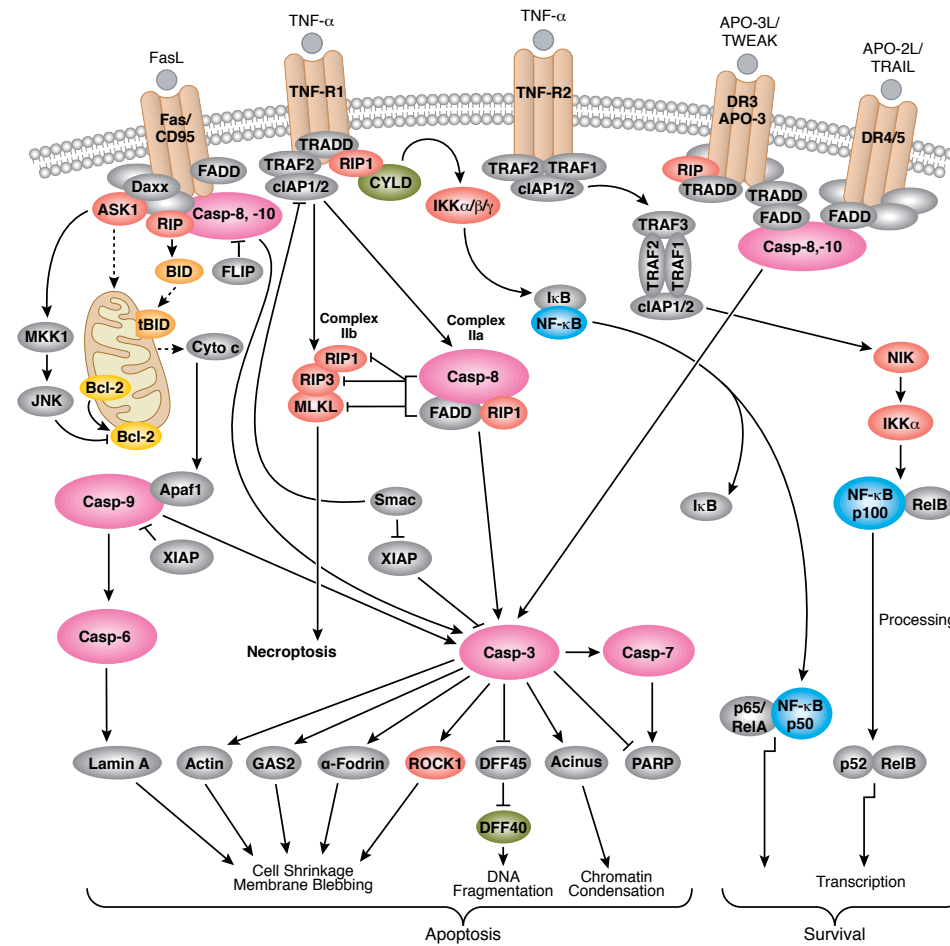 TNF-α
TNF-α
APO-3L/
TWEAK
FasL
APO-2L/
TRAIL
TNF-R1
TNF-R2
Fas/
CD95
DR3
APO-3
DR4/5
TRADD
TRAF2
RIP1
cIAP1/2
CYLD
TRAF2
TRAF1
cIAP1/2
FADD
Daxx
ASK1
RIP
Casp-8, -10
IKKα/β/γ
RIP
TRADD
TRADD
FADD
FADD
Casp-8,-10
TRAF3
TRAF2
TRAF1
cIAP1/2
BID
FLIP
tBID
Cyto c
MKK1
JNK
Bcl-2
Bcl-2
IκB
NF-κB
Complex
IIb
Complex
IIa
RIP1
RIP3
MLKL
Casp-8
FADD
RIP1
NIK
IKKα
NF-κB
p100
RelB
IκB
Casp-9
Apaf1
XIAP
Smac
XIAP
Casp-6
Necroptosis
Casp-3
Casp-7
Processing
p65/
RelA
NF-κB
p50
Lamin A
Actin
GAS2
α-Fodrin
ROCK1
DFF45
Acinus
PARP
p52
RelB
DFF40
Cell Shrinkage
Membrane Blebbing
DNA
Fragmentation
Chromatin
Condensation
Transcription
Apoptosis
Survival